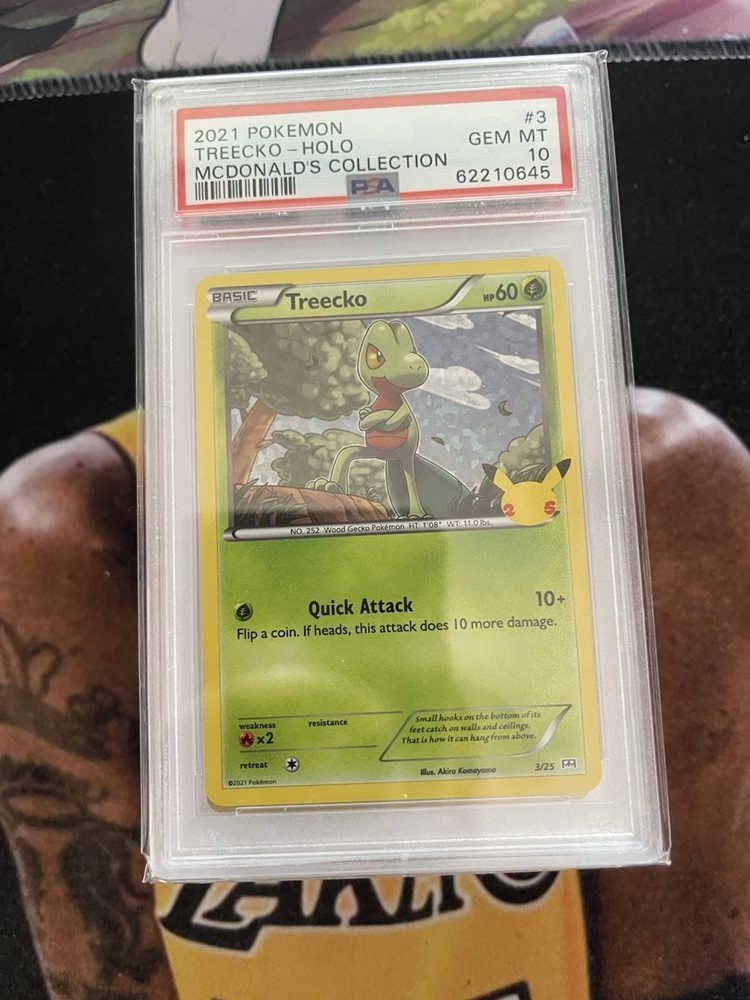 2021 POKEMON #3
TREECKO - HOLO GEM MT
MCDONALD'S COLLECTION 10
PSA 62210645
BASIC Treecko HP 60
25
NO. 252 Wood Gecko Pokémon HT: 1'08" WT: 11.0 lbs.
Quick Attack 10+
Flip a coin. If heads, this attack does 10 more damage.
weakness resistance
×2
Small hooks on the bottom of its
feet catch on walls and ceilings.
That is how it can hang from above.
retreat
Illus. Akira Komayama 3/25
©2021 Pokémon